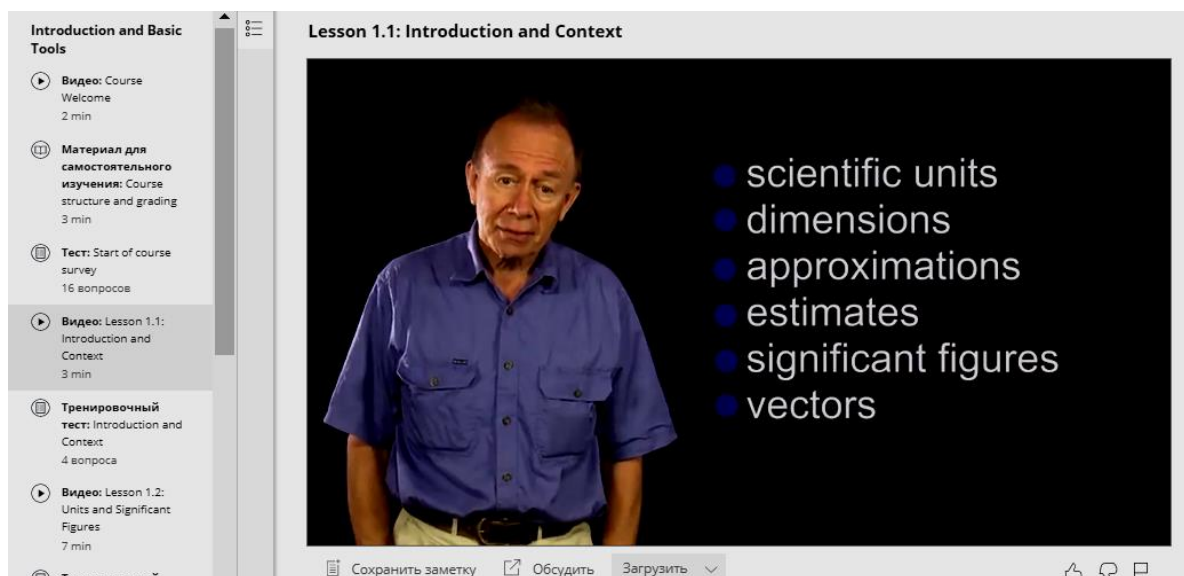 Introduction and Basic
Tools
Видео: Course
Welcome
2 min
Материал для
самостоятельного
изучения: Course
structure and grading
3 min
Тест: Start of course
survey
16 вопросов
Видео: Lesson 1.1:
Introduction and
Context
3 min
Тренировочный
тест: Introduction and
Context
4 вопроса
Видео: Lesson 1.2:
Units and Significant
Figures
7 min
Lesson 1.1: Introduction and Context
scientific units
dimensions
approximations
estimates
significant figures
vectors
Сохранить заметку
Обсудить
Загрузить